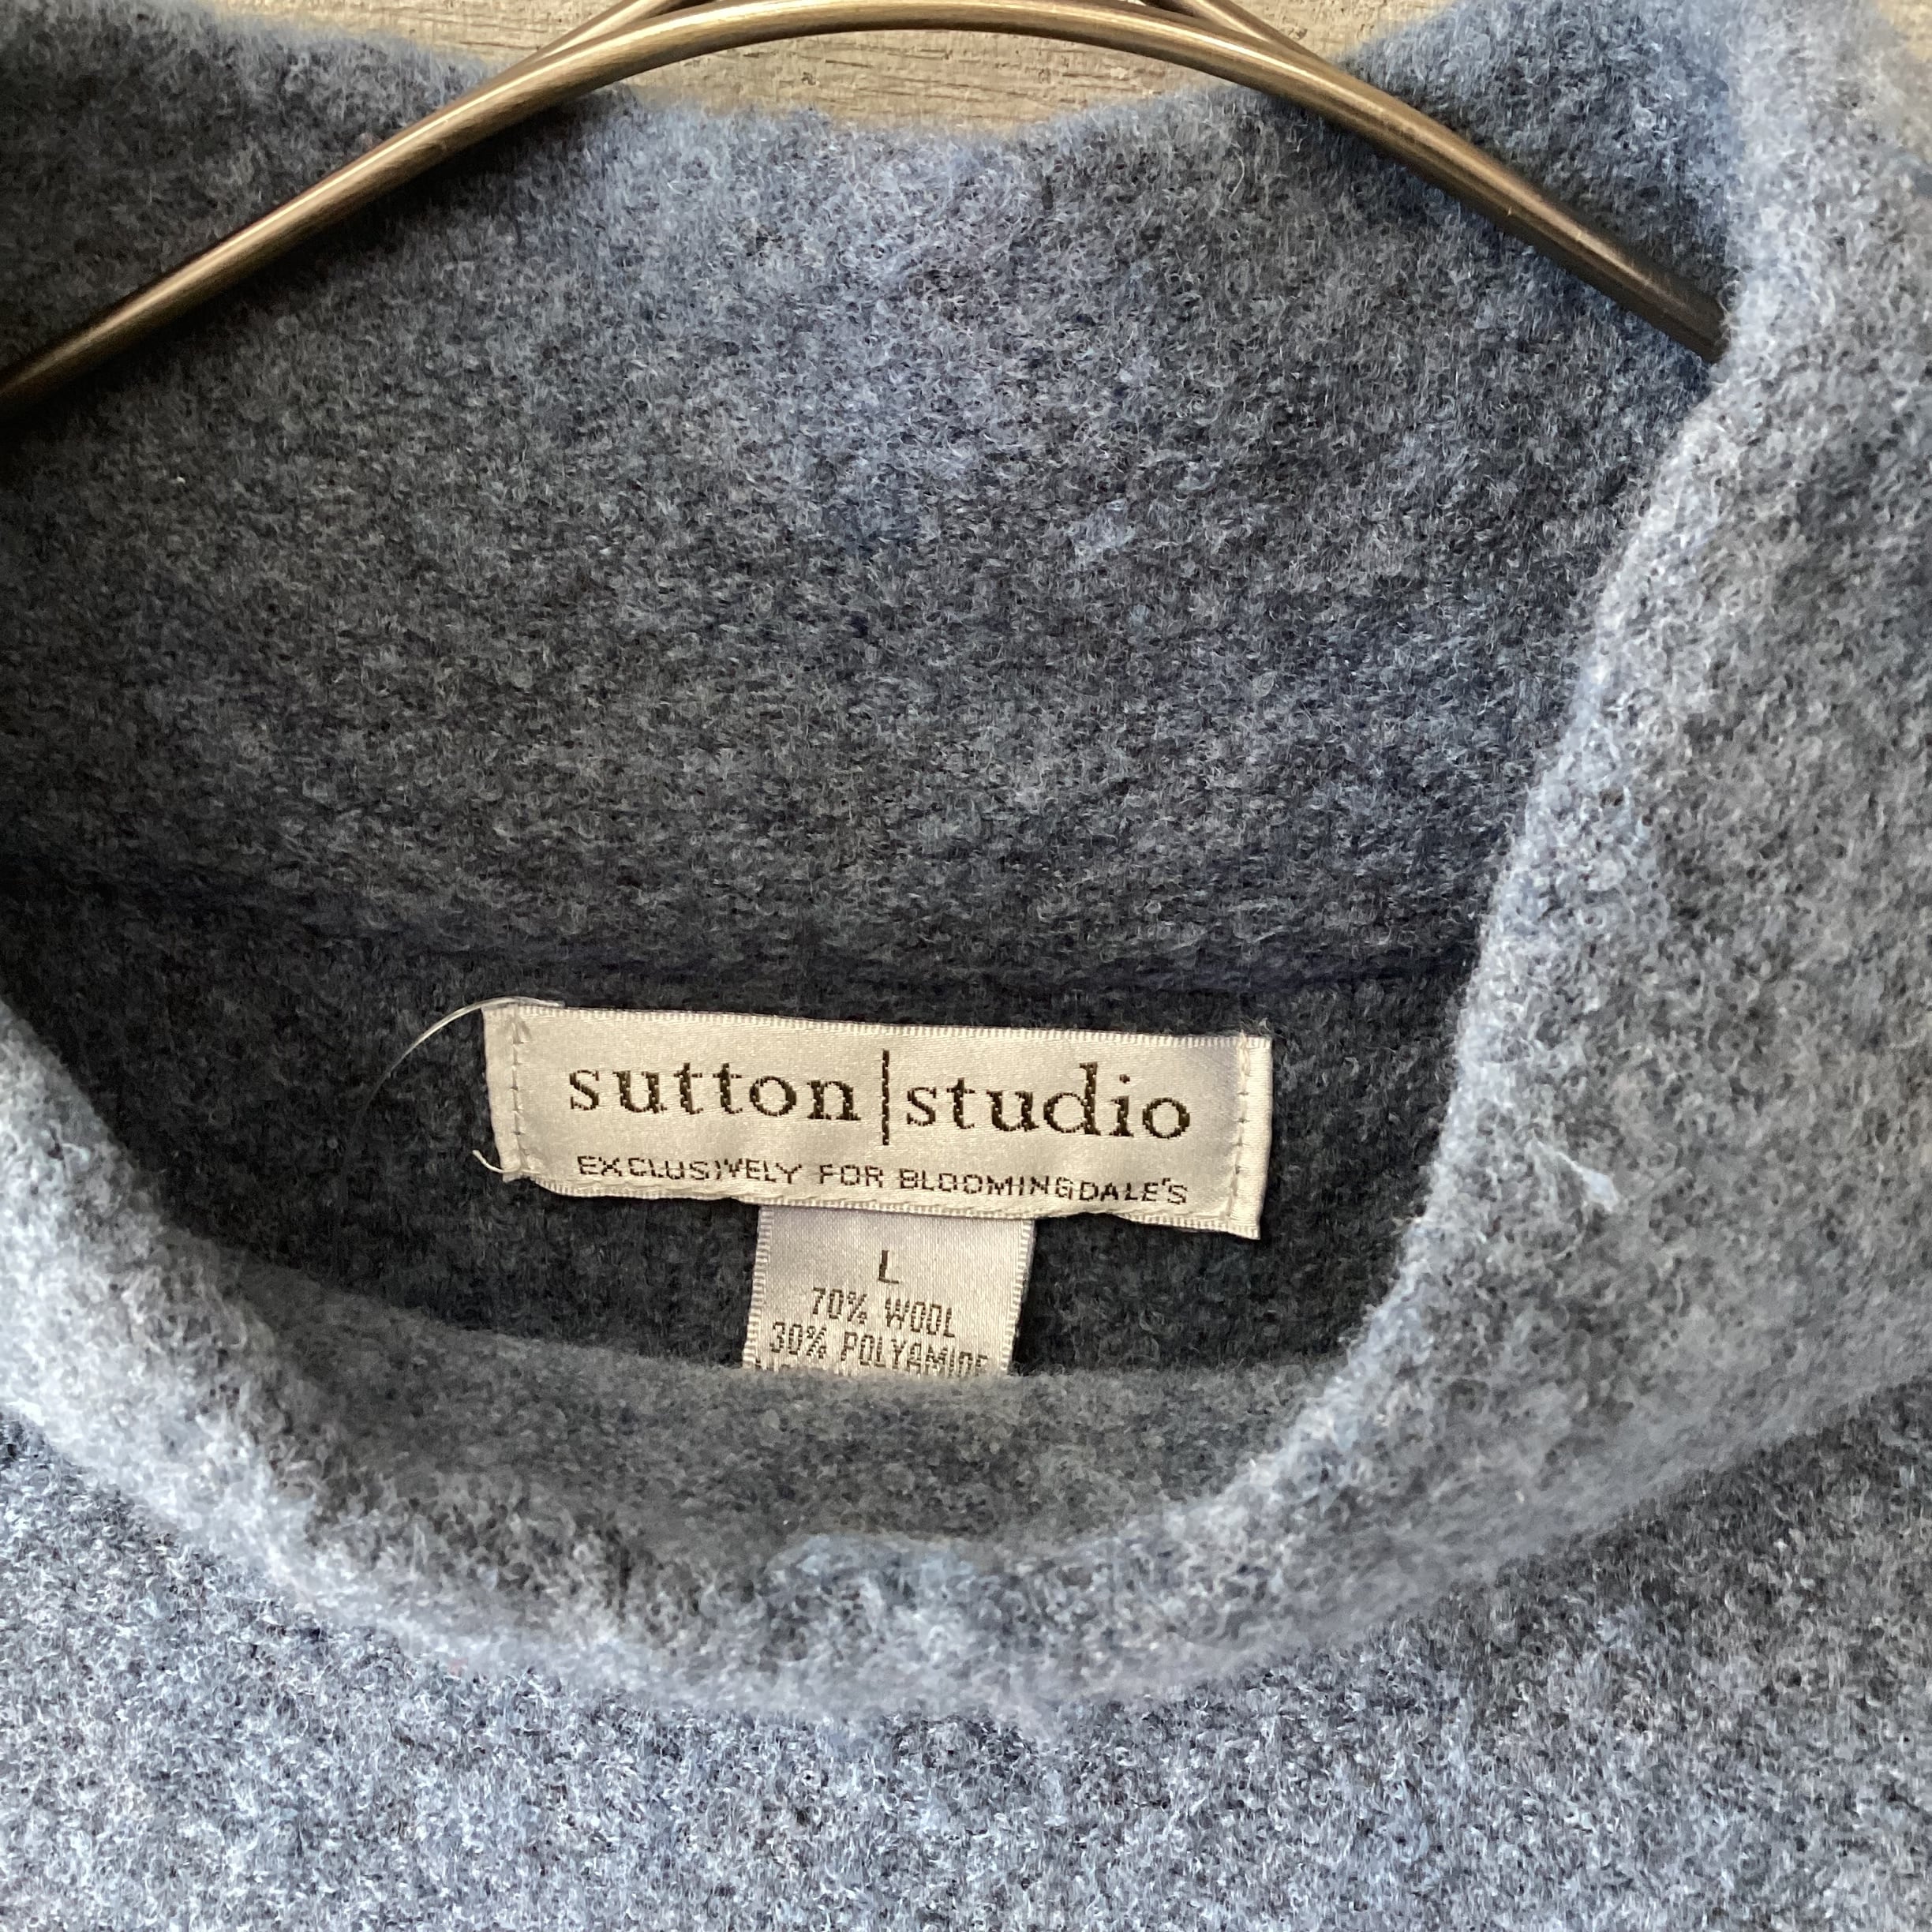 sutton|studio
EXCLUSIVELY FOR BLOOMINGDALE'S
L
70% WOOL
30% POLYAMIDE